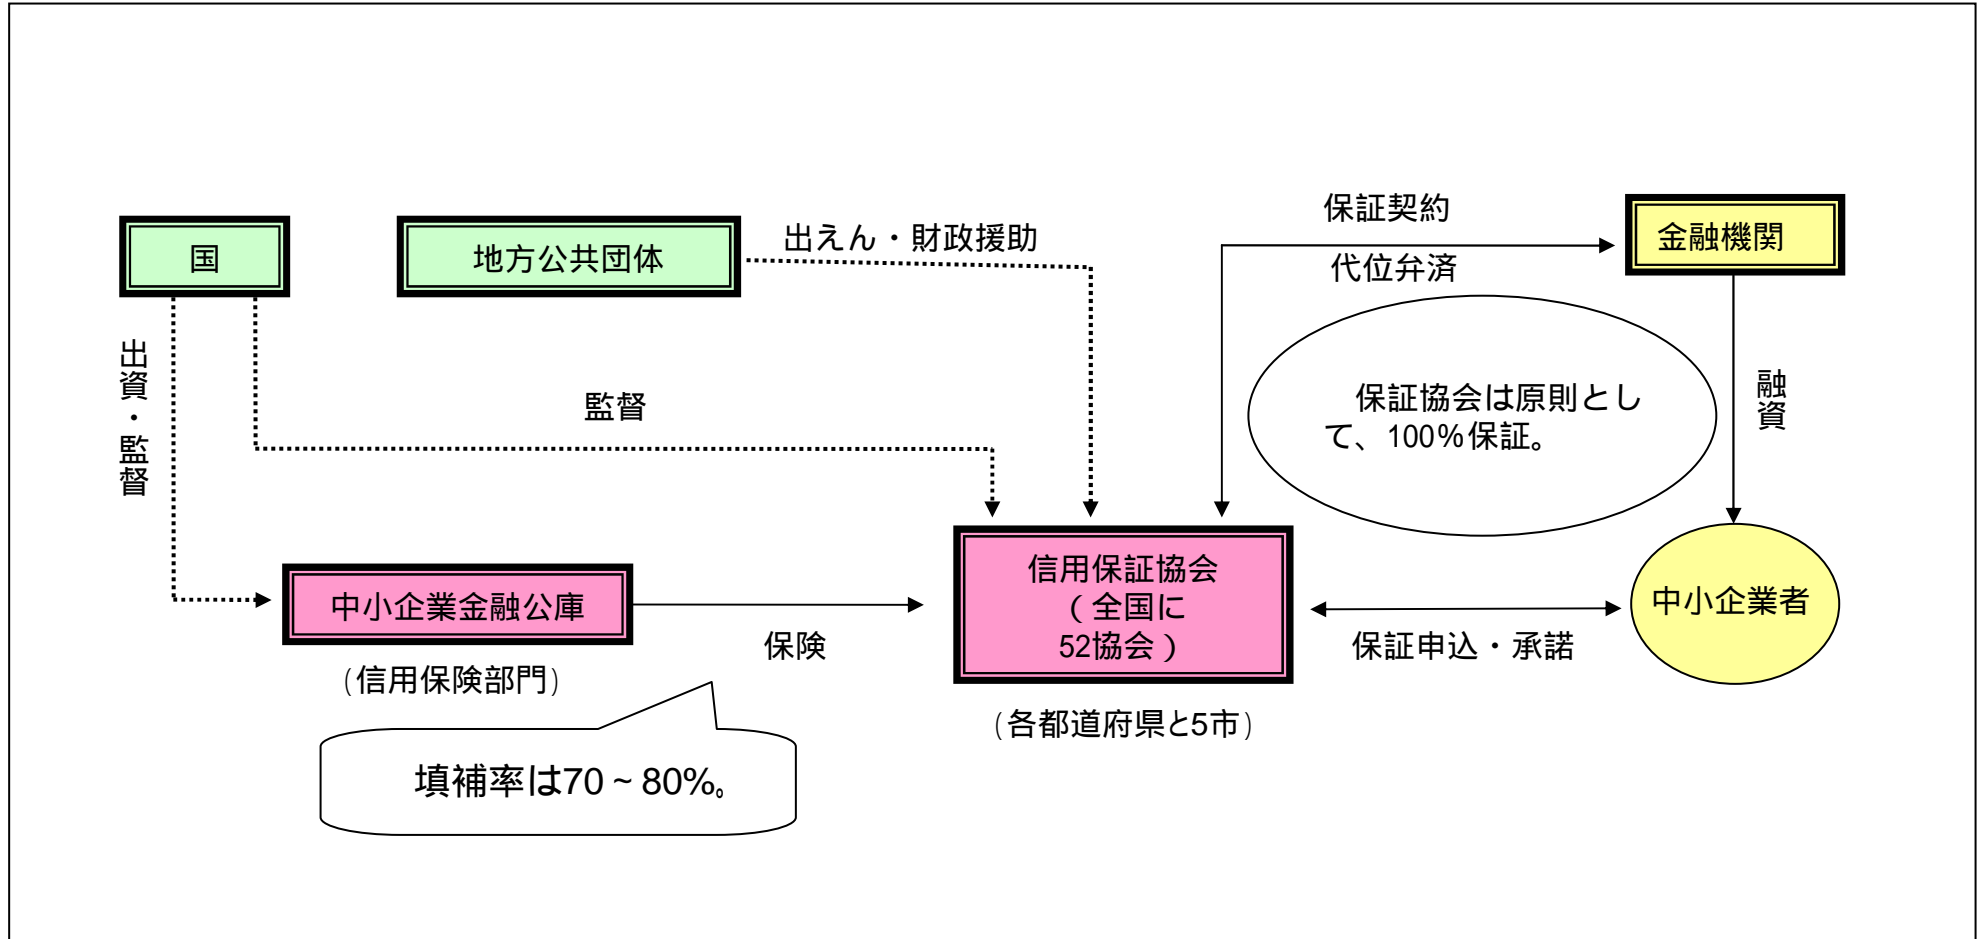 保証契約
国
地方公共団体
出えん・財政援助
金融機関
代位弁済
出資・監督
監督
保証協会は原則とし
て、100%保証。
融資
中小企業金融公庫
(信用保険部門)
保険
信用保証協会
(全国に
52協会)
(各都道府県と5市)
保証申込・承諾
中小企業者
填補率は70~80%。